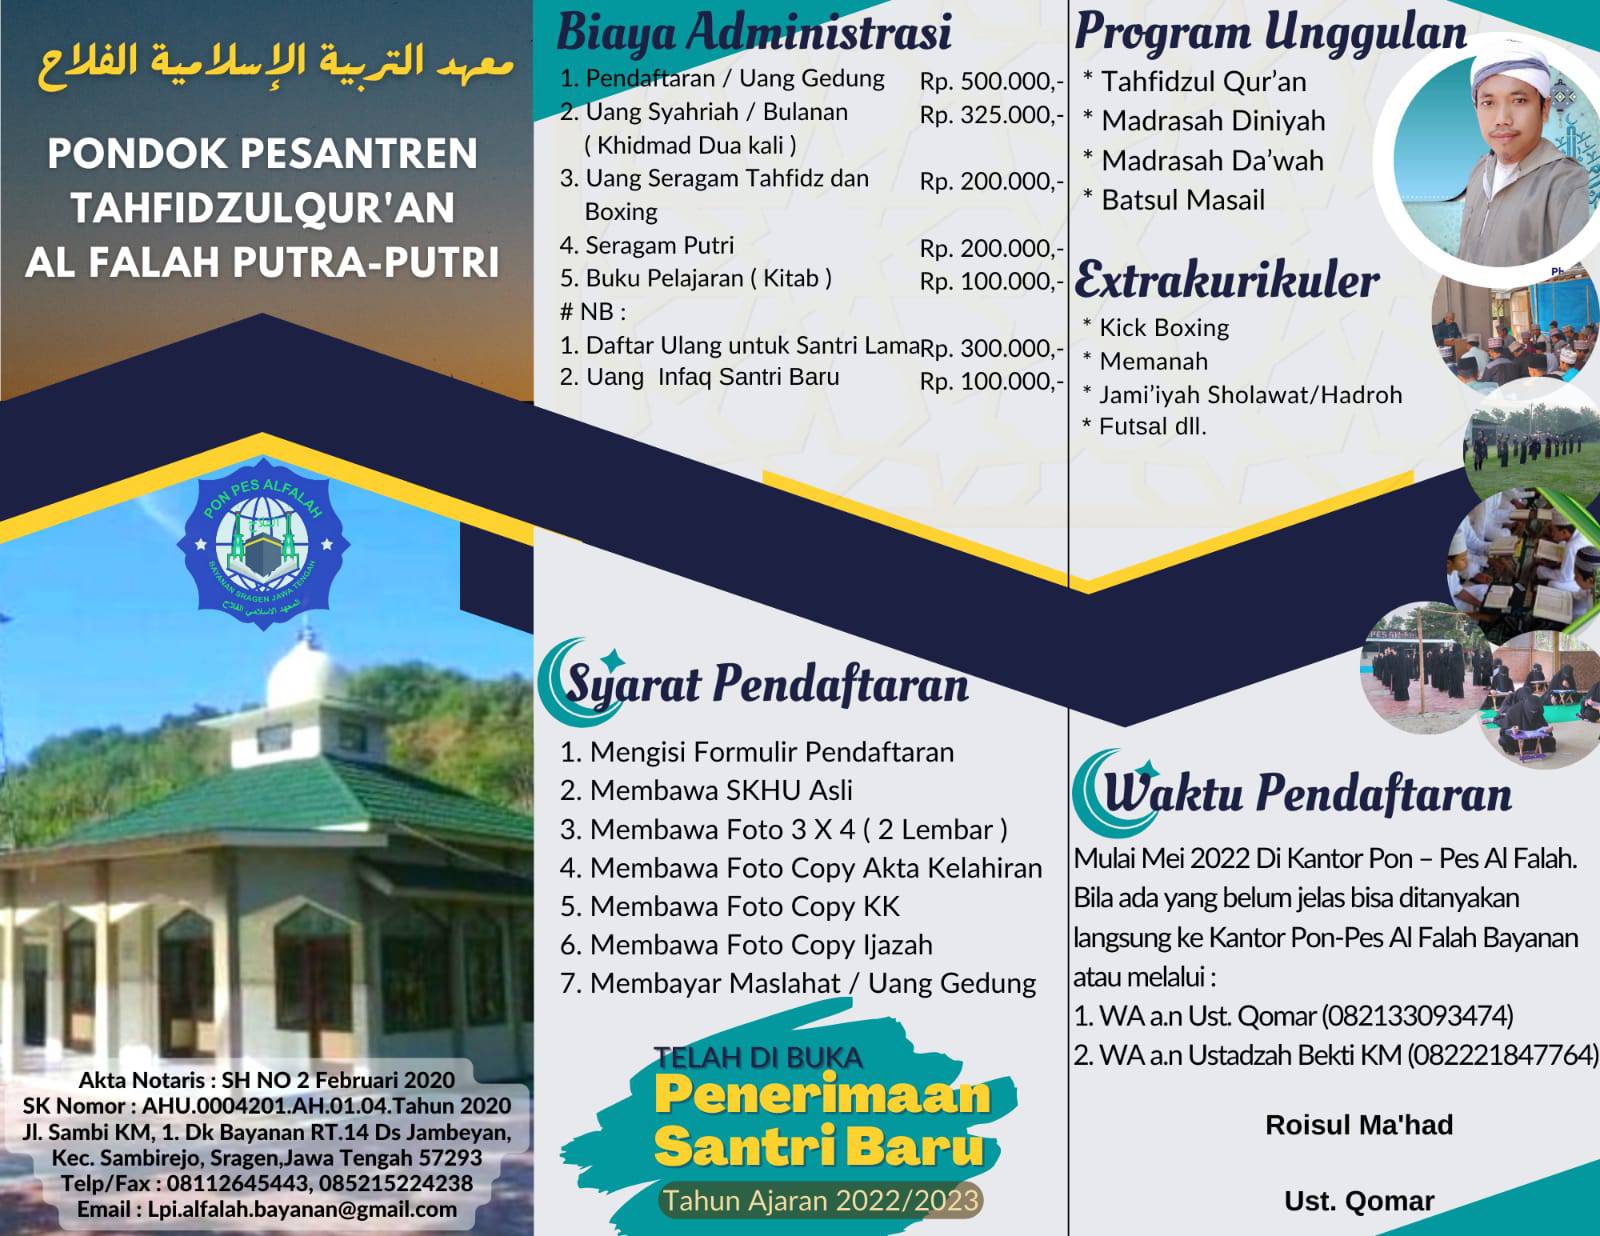 معهد التربية الإسلامية الفلاح
PONDOK PESANTREN
TAHFIDZULQUR'AN
AL FALAH PUTRA-PUTRI
PON PES ALFALAH
الفلاح
BAYANAN SRAGEN JAWA TENGAH
المعهد الاسلامي الفلاح
Akta Notaris : SH NO 2 Februari 2020
SK Nomor : AHU.0004201.AH.01.04.Tahun 2020
Jl. Sambi KM, 1. Dk Bayanan RT.14 Ds Jambeyan,
Kec. Sambirejo, Sragen,Jawa Tengah 57293
Telp/Fax : 08112645443, 085215224238
Email : Lpi.alfalah.bayanan@gmail.com
Biaya Administrasi
1. Pendaftaran / Uang Gedung Rp. 500.000,-
2. Uang Syahriah / Bulanan Rp. 325.000,-
( Khidmad Dua kali )
3. Uang Seragam Tahfidz dan Rp. 200.000,-
Boxing
4. Seragam Putri Rp. 200.000,-
5. Buku Pelajaran ( Kitab ) Rp. 100.000,-
# NB :
1. Daftar Ulang untuk Santri Lama Rp. 300.000,-
2. Uang Infaq Santri Baru Rp. 100.000,-
Syarat Pendaftaran
1. Mengisi Formulir Pendaftaran
2. Membawa SKHU Asli
3. Membawa Foto 3 X 4 ( 2 Lembar )
4. Membawa Foto Copy Akta Kelahiran
5. Membawa Foto Copy KK
6. Membawa Foto Copy Ijazah
7. Membayar Maslahat / Uang Gedung
TELAH DI BUKA
Penerimaan
Santri Baru
Tahun Ajaran 2022/2023
Program Unggulan
* Tahfidzul Qur'an
* Madrasah Diniyah
* Madrasah Da'wah
* Batsul Masail
Extrakurikuler
* Kick Boxing
* Memanah
* Jami'iyah Sholawat/Hadroh
* Futsal dll.
Waktu Pendaftaran
Mulai Mei 2022 Di Kantor Pon – Pes Al Falah.
Bila ada yang belum jelas bisa ditanyakan
langsung ke Kantor Pon-Pes Al Falah Bayanan
atau melalui :
1. WA a.n Ust. Qomar (082133093474)
2. WA a.n Ustadzah Bekti KM (082221847764)
Roisul Ma'had
Ust. Qomar